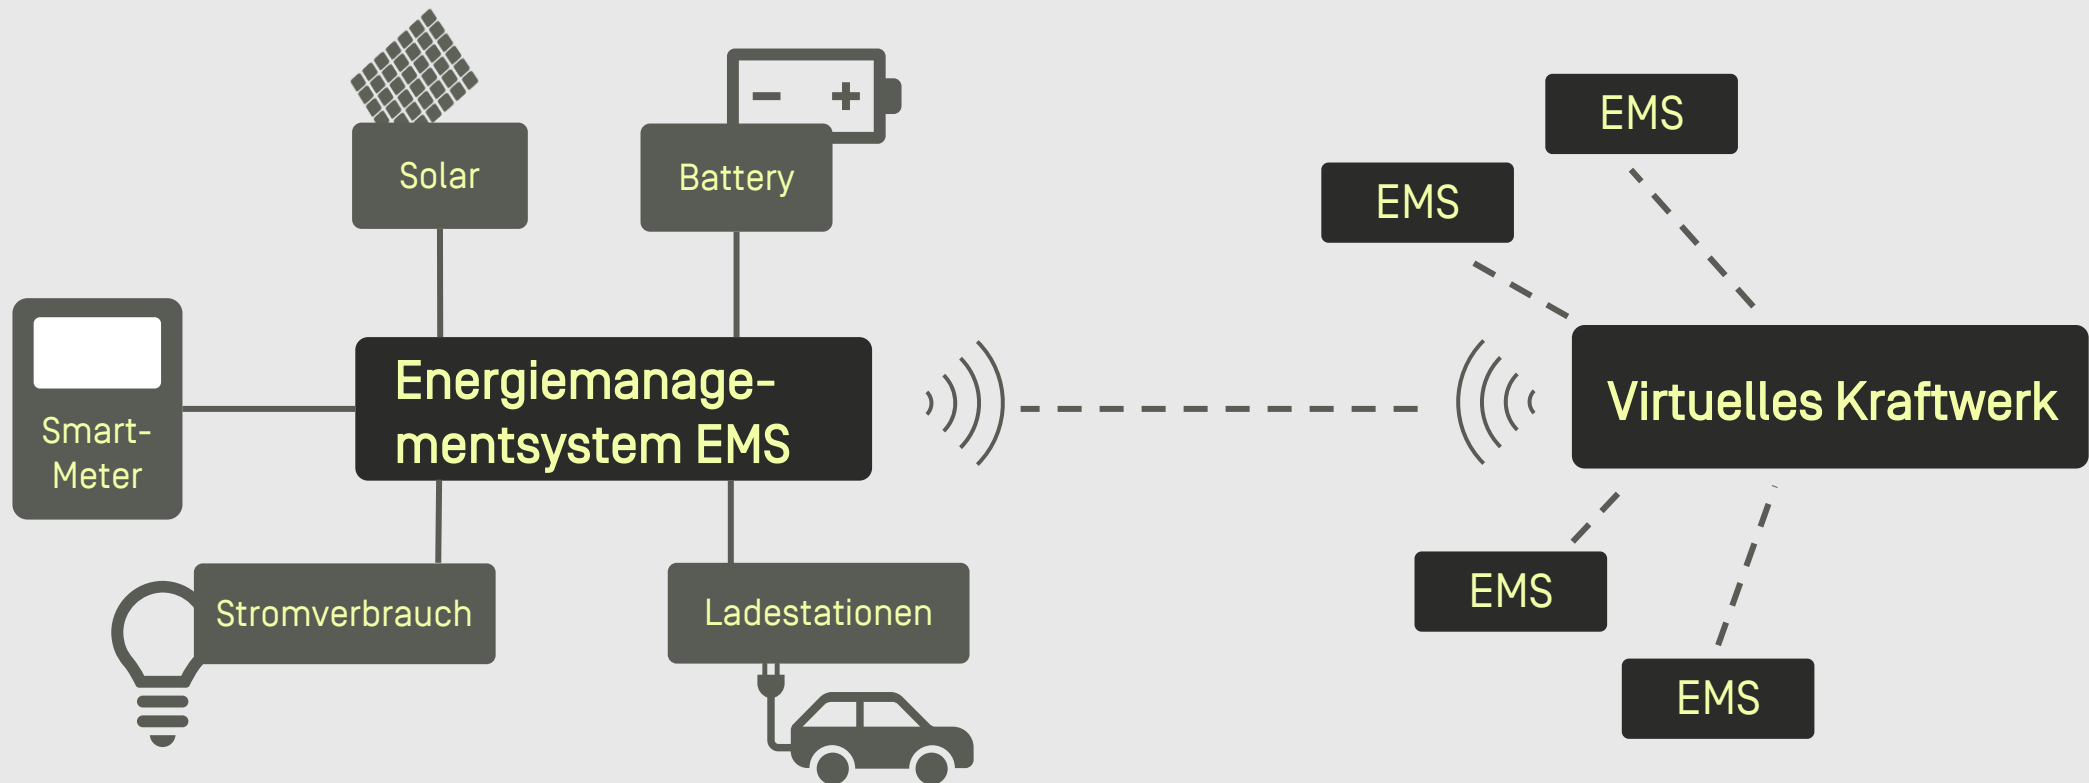 Solar
Battery
Smart-
Meter
Energiemanage-
mentsystem EMS
Stromverbrauch
Ladestationen
EMS
EMS
Virtuelles Kraftwerk
EMS
EMS